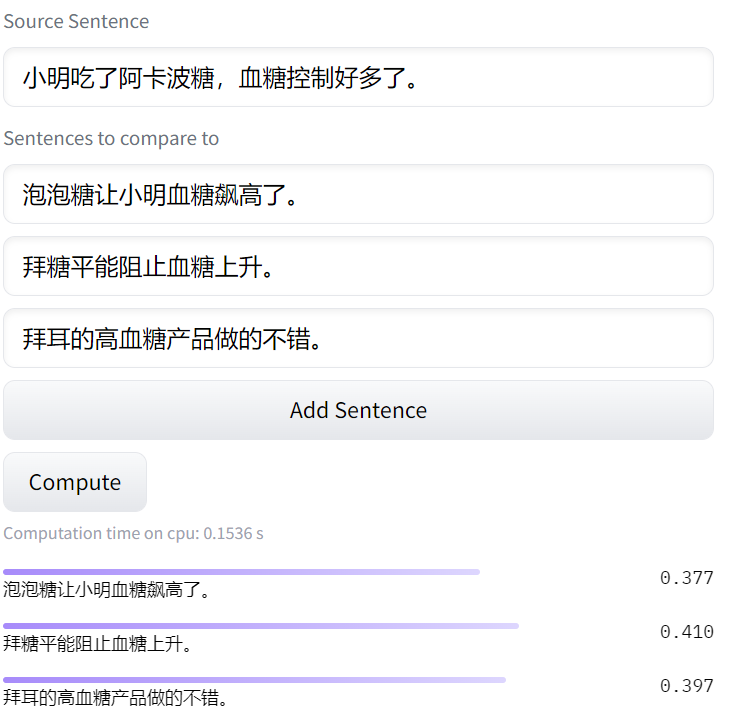 Source Sentence
小明吃了阿卡波糖，血糖控制好多了。
Sentences to compare to
泡泡糖让小明血糖飙高了。
拜糖平能阻止血糖上升。
拜耳的高血糖产品做的不错。
Add Sentence
Compute
Computation time on cpu: 0.1536 s
泡泡糖让小明血糖飙高了。 0.377
拜糖平能阻止血糖上升。 0.410
拜耳的高血糖产品做的不错。 0.397